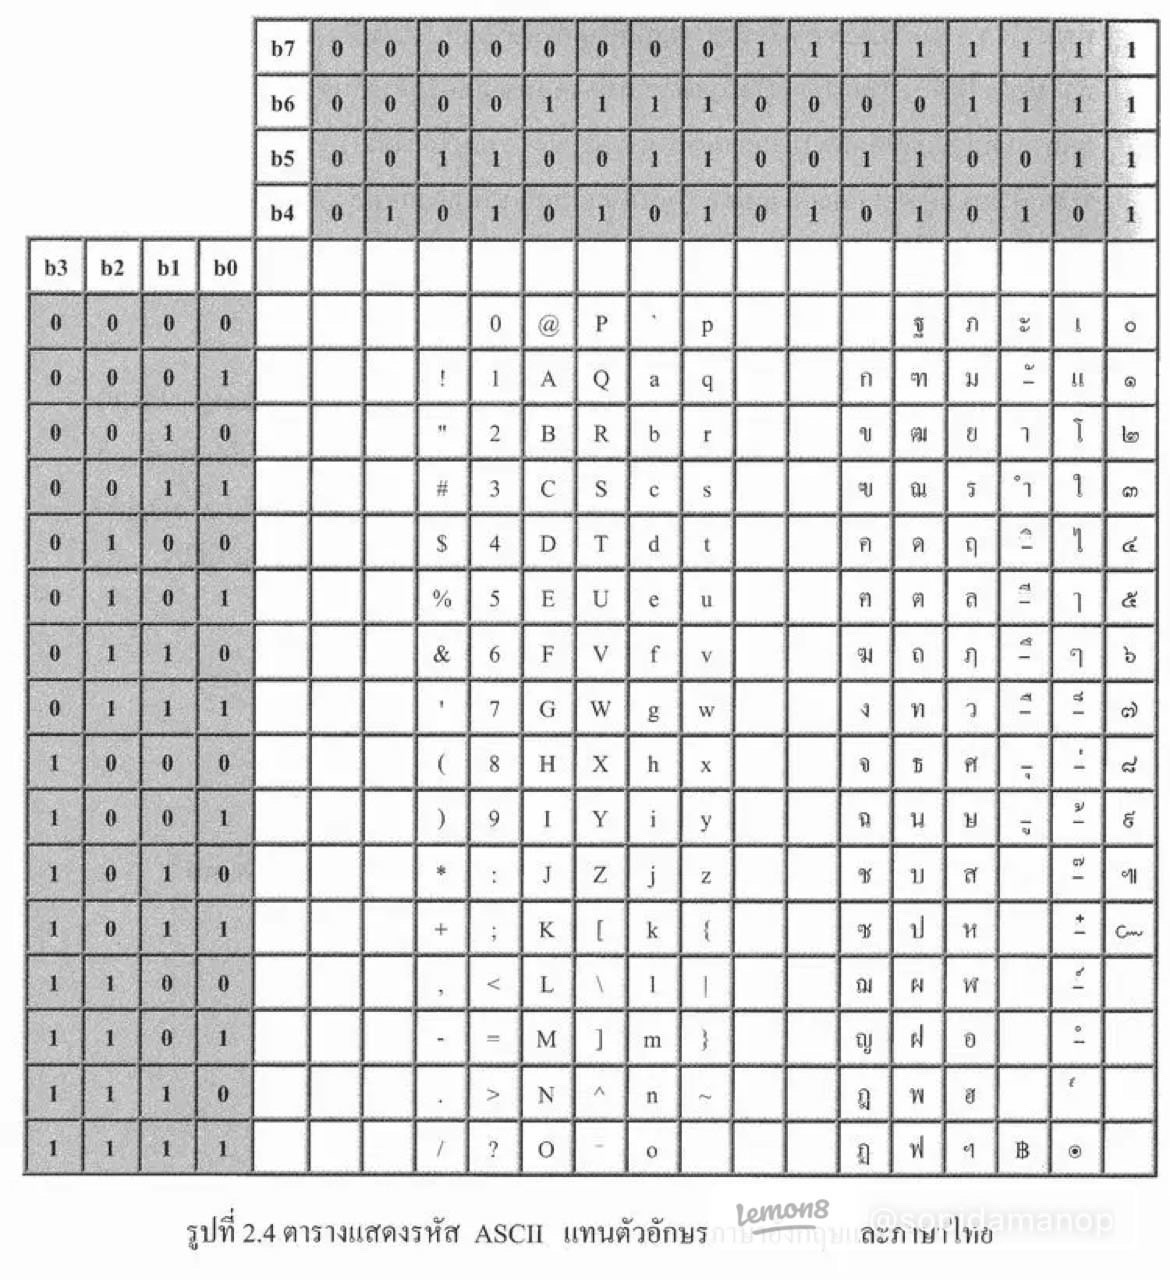 b7 0 0 0 0 0 0 0 0 1 1 1 1 1 1 1 1
b6 0 0 0 0 1 1 1 1 0 0 0 0 1 1 1 1
b5 0 0 1 1 0 0 1 1 0 0 1 1 0 0 1 1
b4 0 1 0 1 0 1 0 1 0 1 0 1 0 1 0 1
b3 b2 b1 b0
0 0 0 0 0 @ P ` p ฐ ภ ะ เ ๐
0 0 0 1 ! 1 A Q a q ก ฑ ม ั แ ๑
0 0 1 0 " 2 B R b r ข ฒ ย า โ ๒
0 0 1 1 # 3 C S c s ฃ ณ ร ำ ใ ๓
0 1 0 0 $ 4 D T d t ค ด ฤ ิ ไ ๔
0 1 0 1 % 5 E U e u ฅ ต ล ี ๅ ๕
0 1 1 0 & 6 F V f v ฆ ถ ฦ ึ ๆ ๖
0 1 1 1 ' 7 G W g w ง ท ว ื ็ ๗
1 0 0 0 ( 8 H X h x จ ธ ศ ุ ่ ๘
1 0 0 1 ) 9 I Y i y ฉ น ษ ู ้ ๙
1 0 1 0 * : J Z j z ช บ ส ๊ ๚
1 0 1 1 + ; K [ k { ซ ป ห ๋ ๛
1 1 0 0 , < L \ l | ฌ ผ ฬ ์
1 1 0 1 - = M ] m } ญ ฝ อ ํ
1 1 1 0 . > N ^ n ~ ฎ พ ฮ ๎
1 1 1 1 / ? O _ o ฏ ฟ ฯ ฿ ๏
รูปที่ 2.4 ตารางแสดงรหัส ASCII แทนตัวอักษรภาษาอังกฤษและภาษาไทย
Lemon8 @sonidamanop